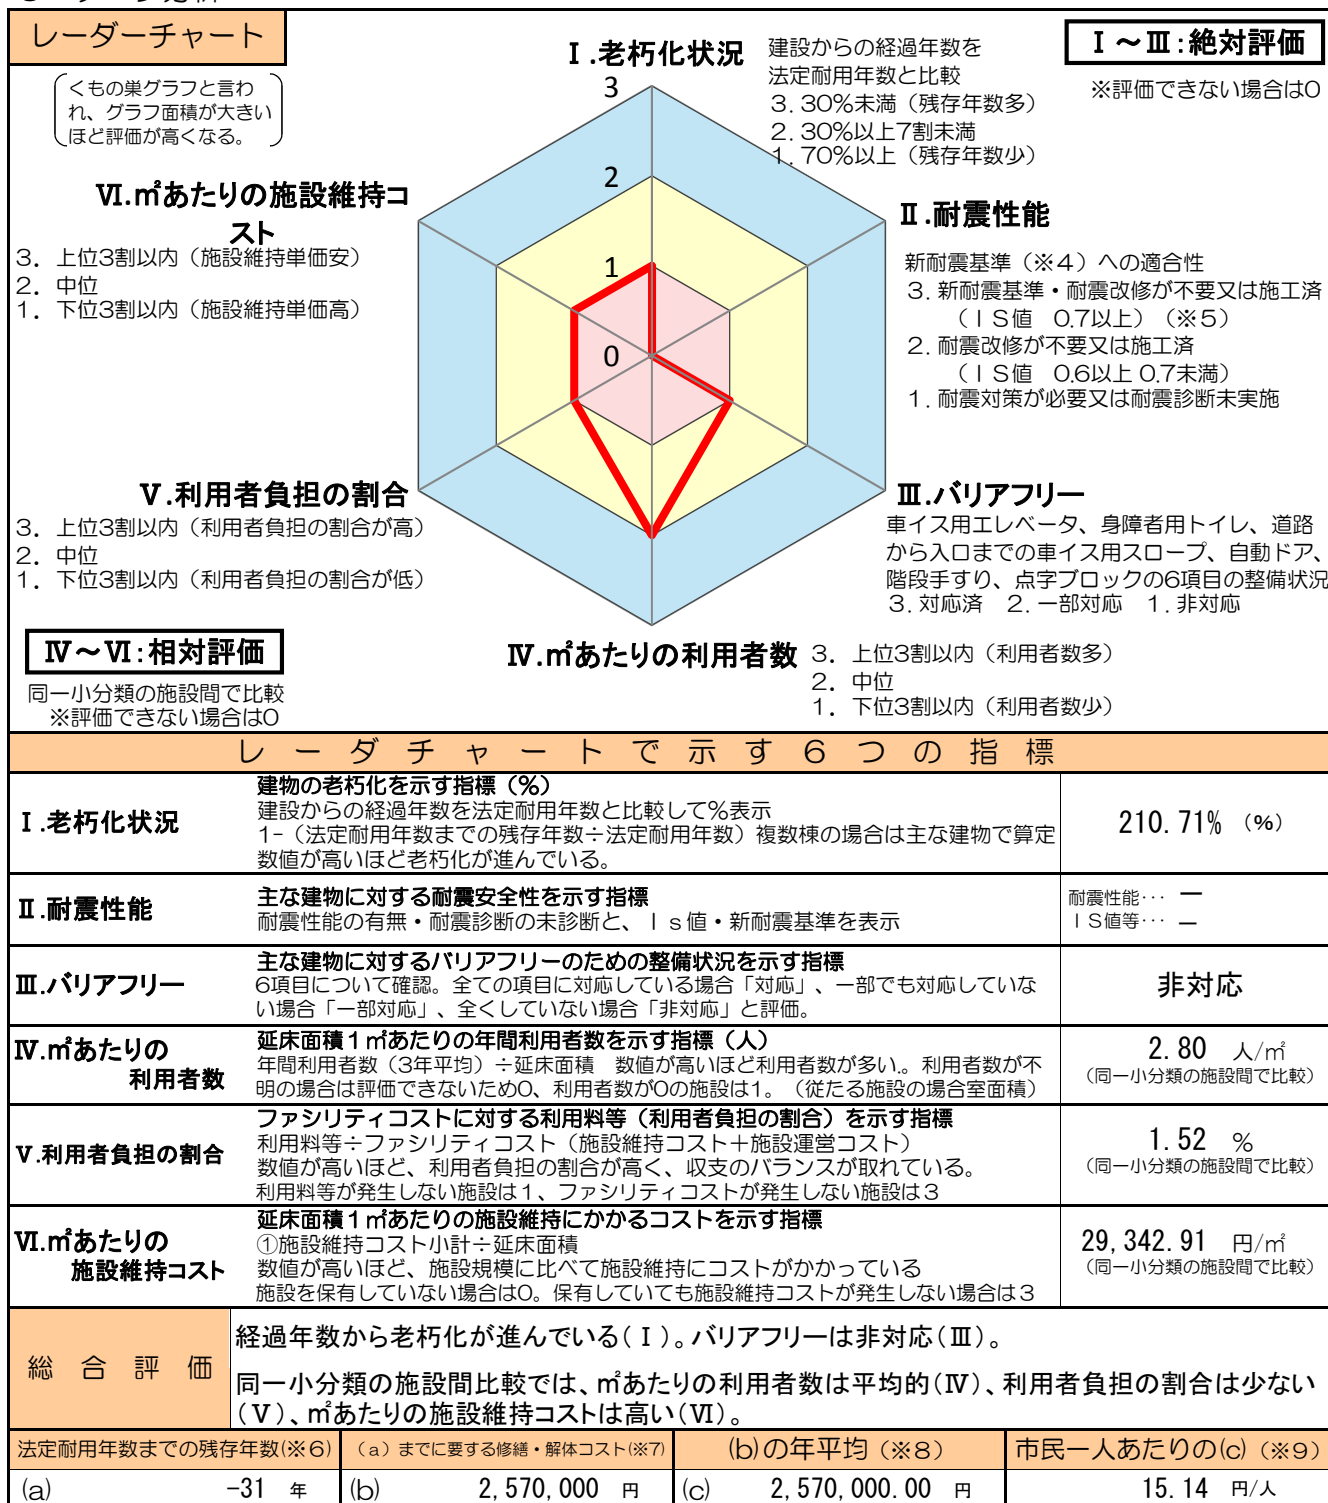 レーダーチャート
くもの巣グラフと言わ
れ、グラフ面積が大きい
ほど評価が高くなる。
Ⅰ.老朽化状況
建設からの経過年数を
法定耐用年数と比較
3.30%未満（残存年数多）
2.30%以上7割未満
1.70%以上（残存年数少）
Ⅰ～Ⅲ:絶対評価
※評価できない場合は0
3
2
1
0
Ⅵ.㎡あたりの施設維持コ
スト
3. 上位3割以内（施設維持単価安）
2. 中位
1. 下位3割以内（施設維持単価高）
Ⅱ.耐震性能
新耐震基準（※4）への適合性
3.新耐震基準・耐震改修が不要又は施工済
（ＩＳ値　0.7以上）（※5）
2.耐震改修が不要又は施工済
（ＩＳ値　0.6以上 0.7未満）
1.耐震対策が必要又は耐震診断未実施
Ⅴ.利用者負担の割合
3. 上位3割以内（利用者負担の割合が高）
2. 中位
1. 下位3割以内（利用者負担の割合が低）
Ⅲ.バリアフリー
車イス用エレベータ、身障者用トイレ、道路
から入口までの車イス用スロープ、自動ドア、
階段手すり、点字ブロックの6項目の整備状況
3.対応済　2.一部対応　1.非対応
Ⅳ～Ⅵ:相対評価
同一小分類の施設間で比較
※評価できない場合は0
Ⅳ.㎡あたりの利用者数
3. 上位3割以内（利用者数多）
2. 中位
1. 下位3割以内（利用者数少）
レーダチャートで示す６つの指標
Ⅰ.老朽化状況
建物の老朽化を示す指標（%）
建設からの経過年数を法定耐用年数と比較して%表示
1-（法定耐用年数までの残存年数÷法定耐用年数）複数棟の場合は主な建物で算定
数値が高いほど老朽化が進んでいる。
210.71% （%）
Ⅱ.耐震性能
主な建物に対する耐震安全性を示す指標
耐震性能の有無・耐震診断の未診断と、Ｉｓ値・新耐震基準を表示
耐震性能… ー
ＩＳ値等… ー
Ⅲ.バリアフリー
主な建物に対するバリアフリーのための整備状況を示す指標
6項目について確認。全ての項目に対応している場合「対応」、一部でも対応していな
い場合「一部対応」、全くしていない場合「非対応」と評価。
非対応
Ⅳ.㎡あたりの
利用者数
延床面積１㎡あたりの年間利用者数を示す指標（人）
年間利用者数（3年平均）÷延床面積　数値が高いほど利用者数が多い。利用者数が不
明の場合は評価できないため0、利用者数が0の施設は1。（従たる施設の場合室面積）
2.80 人/㎡
（同一小分類の施設間で比較）
Ⅴ.利用者負担の割合
ファシリティコストに対する利用料等（利用者負担の割合）を示す指標
利用料等÷ファシリティコスト（施設維持コスト＋施設運営コスト）
数値が高いほど、利用者負担の割合が高く、収支のバランスが取れている。
利用料等が発生しない施設は１、ファシリティコストが発生しない施設は３
1.52 %
（同一小分類の施設間で比較）
Ⅵ.㎡あたりの
施設維持コスト
延床面積１㎡あたりの施設維持にかかるコストを示す指標
①施設維持コスト小計÷延床面積
数値が高いほど、施設規模に比べて施設維持にコストがかかっている
施設を保有していない場合は0。保有していても施設維持コストが発生しない場合は３
29,342.91 円/㎡
（同一小分類の施設間で比較）
総合評価
経過年数から老朽化が進んでいる(Ⅰ)。バリアフリーは非対応(Ⅲ)。
同一小分類の施設間比較では、㎡あたりの利用者数は平均的(Ⅳ)、利用者負担の割合は少ない
(Ⅴ)、㎡あたりの施設維持コストは高い(Ⅵ)。
法定耐用年数までの残存年数(※6)
（a）までに要する修繕・解体コスト(※7)
(b)の年平均（※8）
市民一人あたりの(c)（※9）
(a) -31 年
(b) 2,570,000 円
(c) 2,570,000.00 円
15.14 円/人